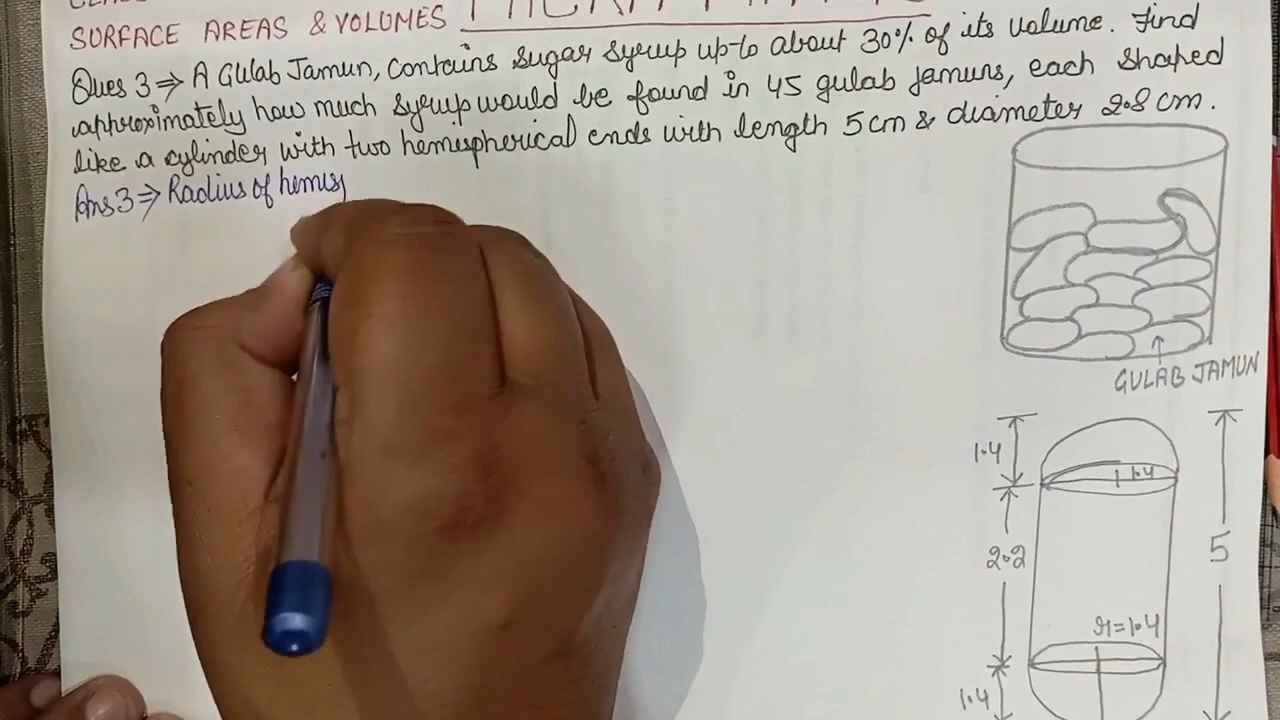 SURFACE AREAS & VOLUMES
Ques 3 ⇒ A Gulab Jamun, contains sugar syrup up-to about 30% of its volume. Find
approximately how much syrup would be found in 45 gulab jamuns, each shaped
like a cylinder with two hemispherical ends with length 5 cm & diameter 2.8 cm.
Ans 3 ⇒ Radius of hemis
GULAB JAMUN
1.4
1.4
2.2
5
r=1.4
1.4